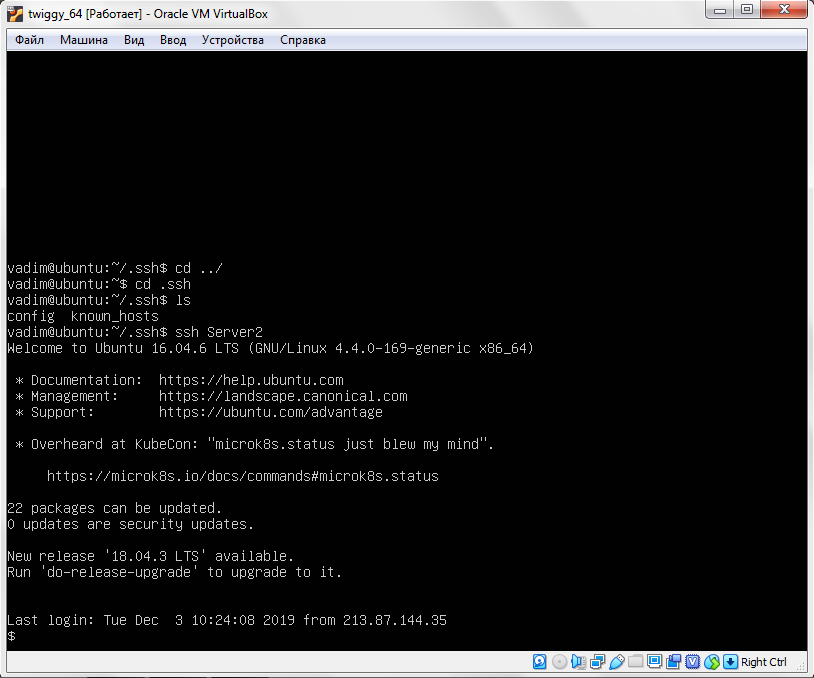 twiggy_64 [Работает] - Oracle VM VirtualBox
Файл Машина Вид Ввод Устройства Справка
vadim@ubuntu:~/.ssh$ cd ../
vadim@ubuntu:~$ cd .ssh
vadim@ubuntu:~/.ssh$ ls
config  known_hosts
vadim@ubuntu:~/.ssh$ ssh Server2
Welcome to Ubuntu 16.04.6 LTS (GNU/Linux 4.4.0-169-generic x86_64)
 * Documentation:  https://help.ubuntu.com
 * Management:     https://landscape.canonical.com
 * Support:        https://ubuntu.com/advantage
 * Overheard at KubeCon: "microk8s.status just blew my mind".
     https://microk8s.io/docs/commands#microk8s.status
22 packages can be updated.
0 updates are security updates.
New release '18.04.3 LTS' available.
Run 'do-release-upgrade' to upgrade to it.
Last login: Tue Dec  3 10:24:08 2019 from 213.87.144.35
$
Right Ctrl